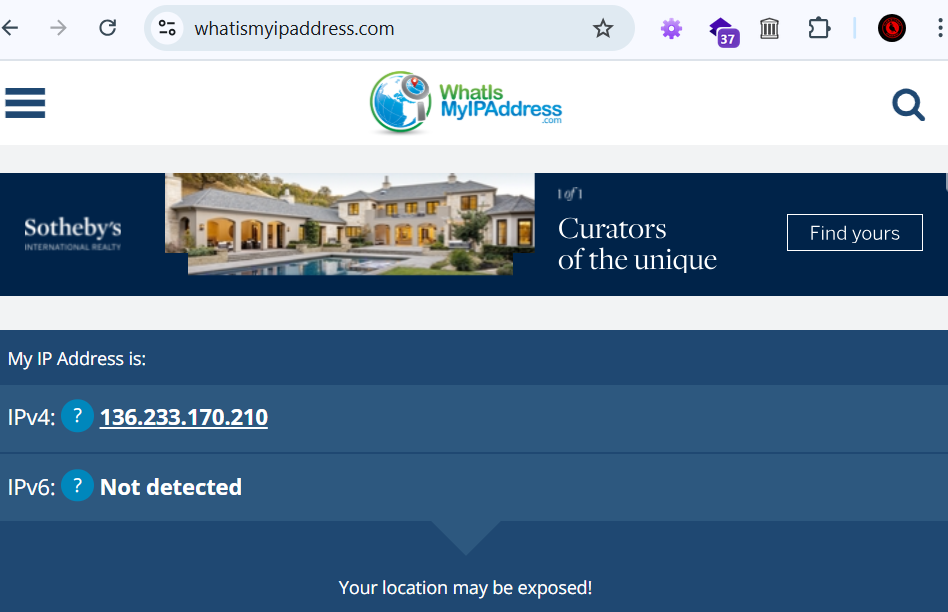 whatismyipaddress.com
37
WhatIs
MyIPAddress
.com
Sotheby's
INTERNATIONAL REALTY
1 of 1
Curators
of the unique
Find yours
My IP Address is:
IPv4: ? 136.233.170.210
IPv6: ? Not detected
Your location may be exposed!